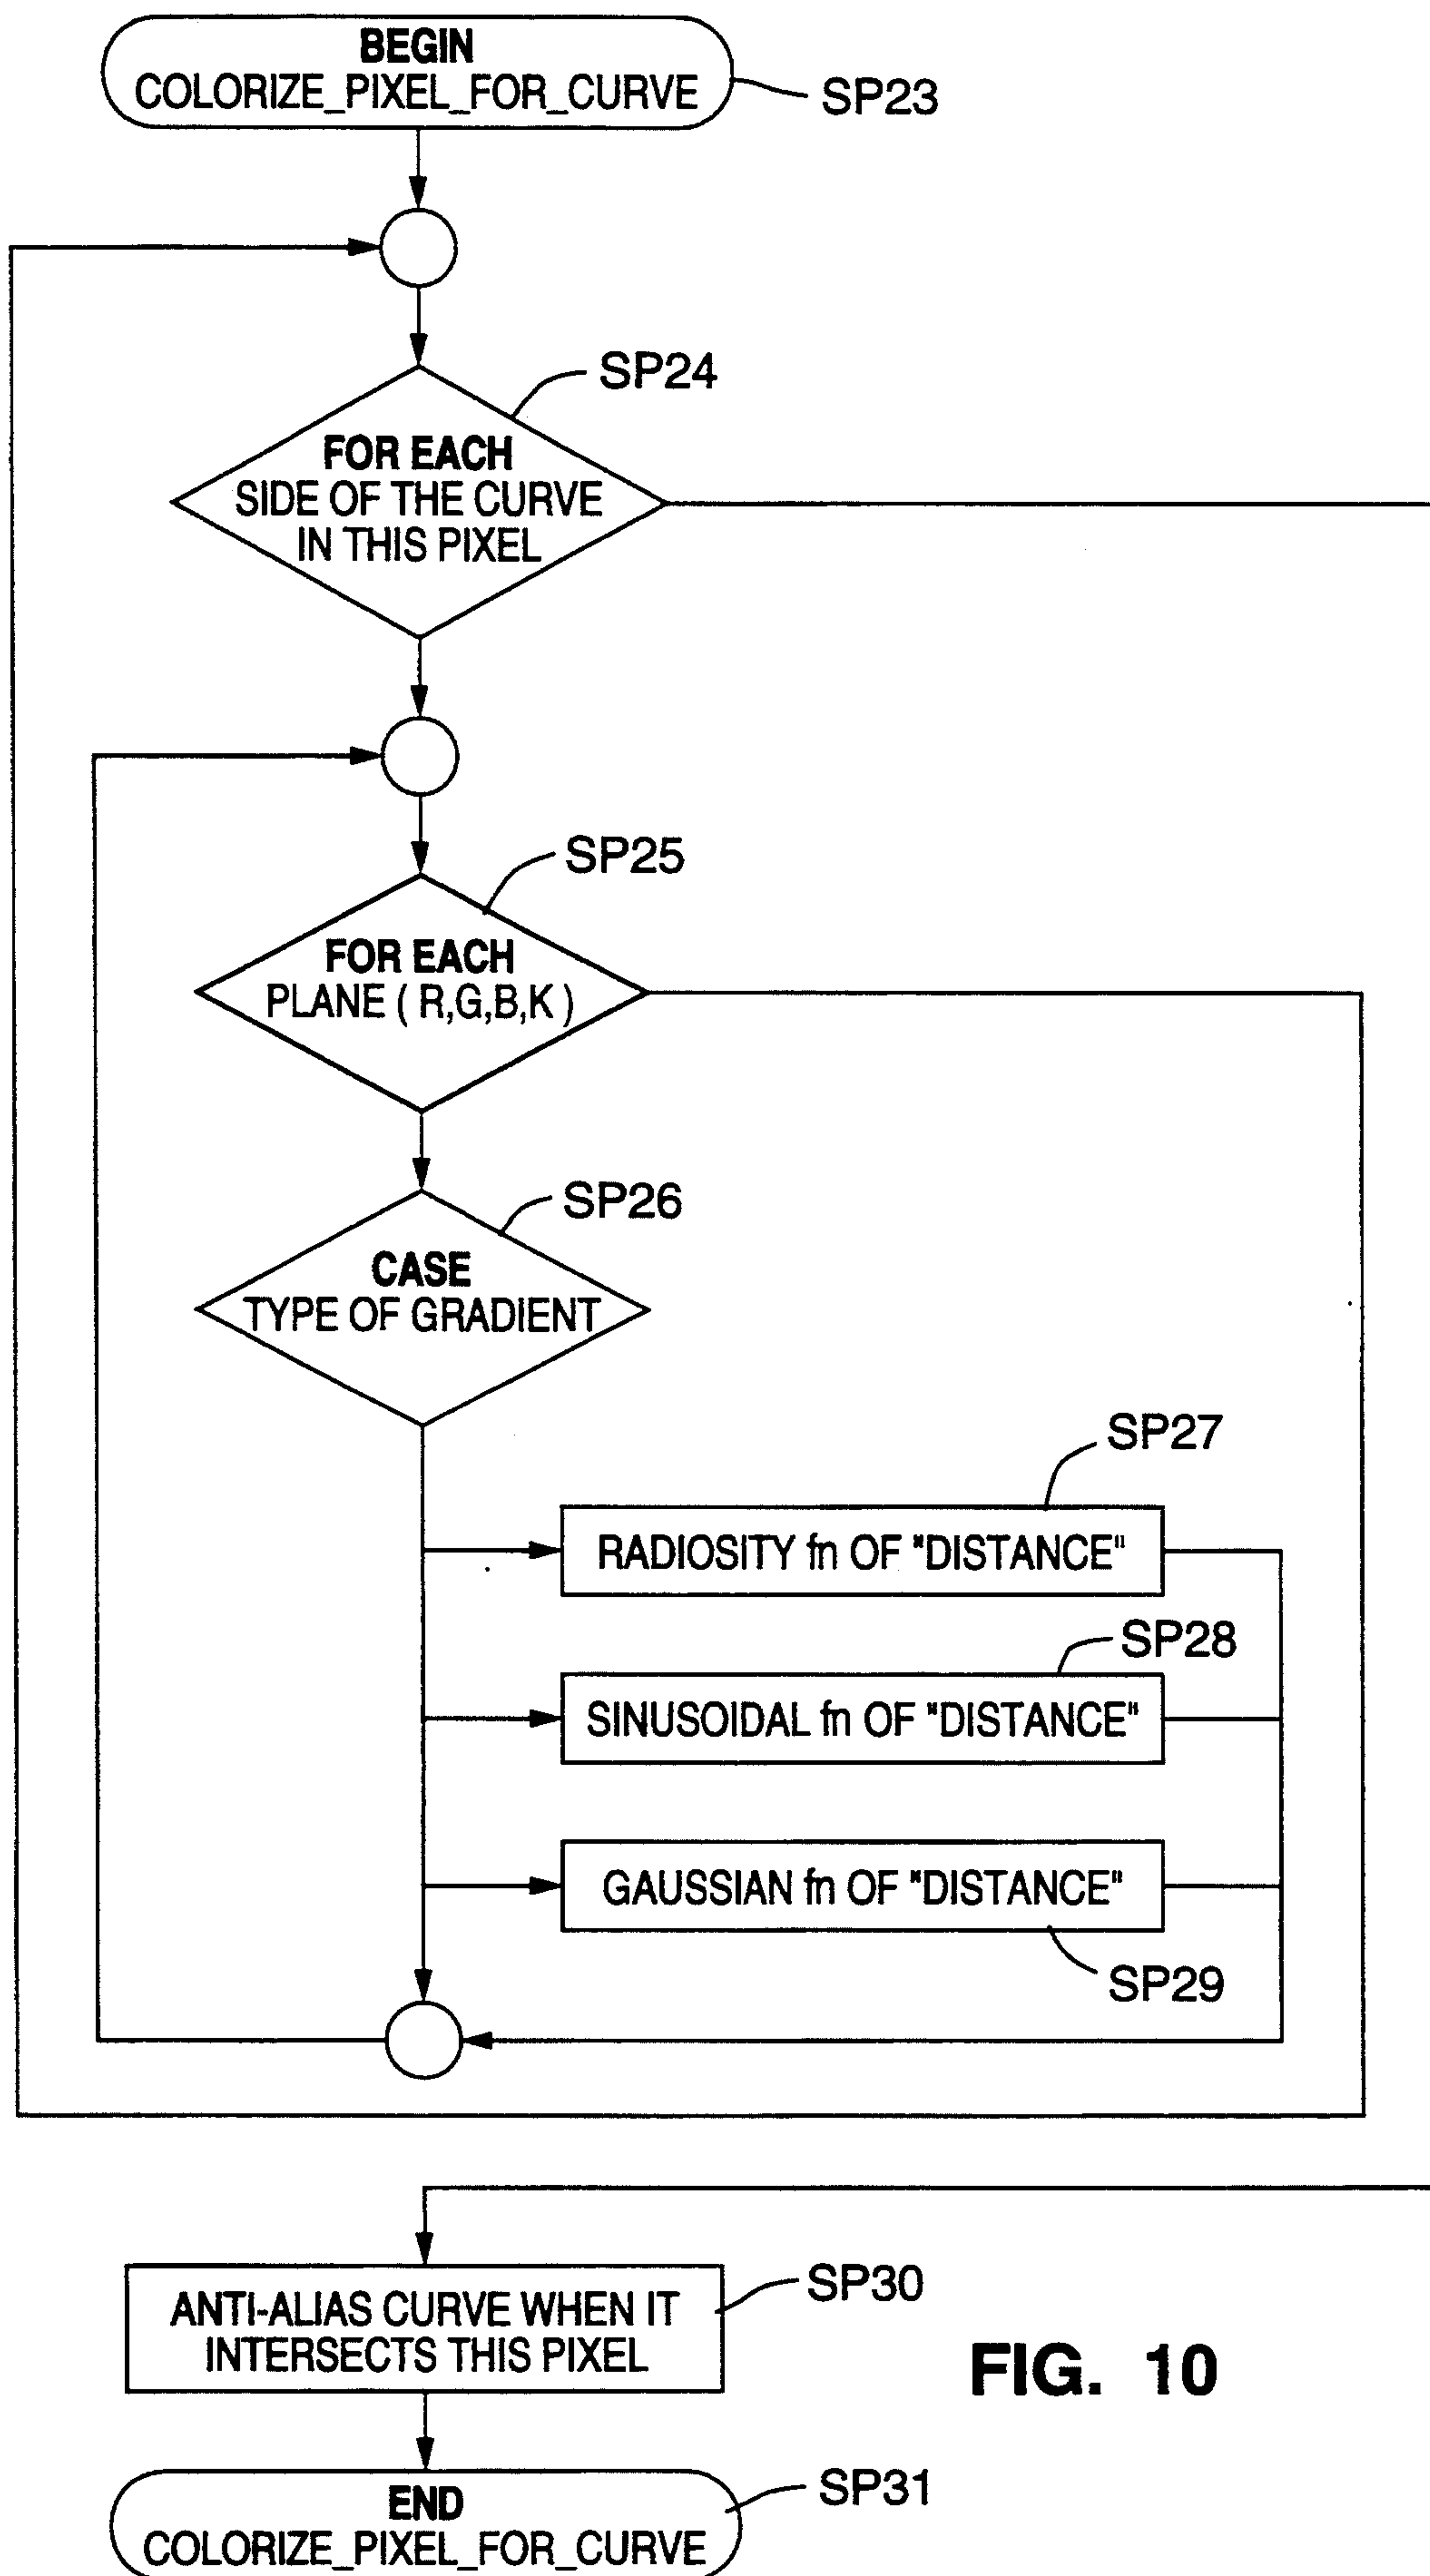 BEGIN
COLORIZE_PIXEL_FOR_CURVE
SP23
SP24
FOR EACH
SIDE OF THE CURVE
IN THIS PIXEL
SP25
FOR EACH
PLANE ( R,G,B,K )
SP26
CASE
TYPE OF GRADIENT
SP27
RADIOSITY fn OF "DISTANCE"
SP28
SINUSOIDAL fn OF "DISTANCE"
GAUSSIAN fn OF "DISTANCE"
SP29
SP30
ANTI-ALIAS CURVE WHEN IT
INTERSECTS THIS PIXEL
FIG. 10
SP31
END
COLORIZE_PIXEL_FOR_CURVE